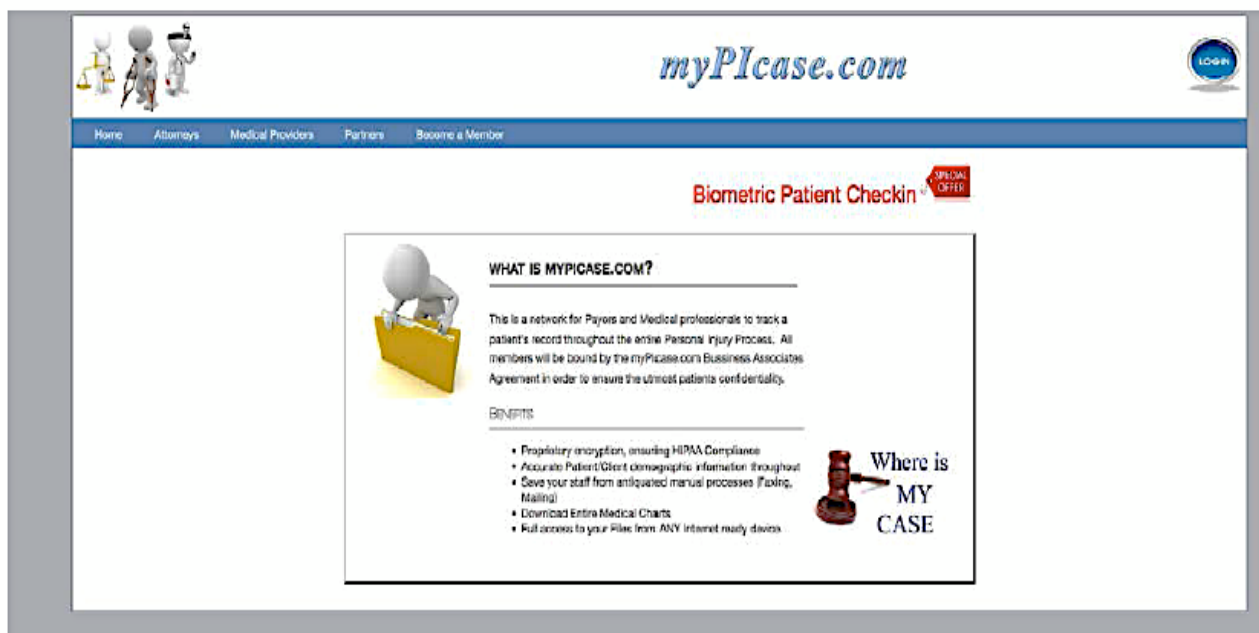 myPIcase.com
LOGIN
Home Attorneys Medical Providers Partners Become a Member
Biometric Patient Checkin
SPECIAL
OFFER
WHAT IS MYPICASE.COM?
This is a network for Payors and Medical professionals to track a
patient's record throughout the entire Personal Injury Process. All
members will be bound by the myPIcase.com Bussiness Associates
Agreement in order to ensure the utmost patients confidentiality.
BENEFITS
• Proprietary encryption, ensuring HIPAA Compliance
• Accurate Patient/Client demographic information throughout
• Save your staff from antiquated manual processes (Faxing,
Mailing)
• Download Entire Medical Charts
• Full access to your Files from ANY Internet ready device
Where is
MY
CASE